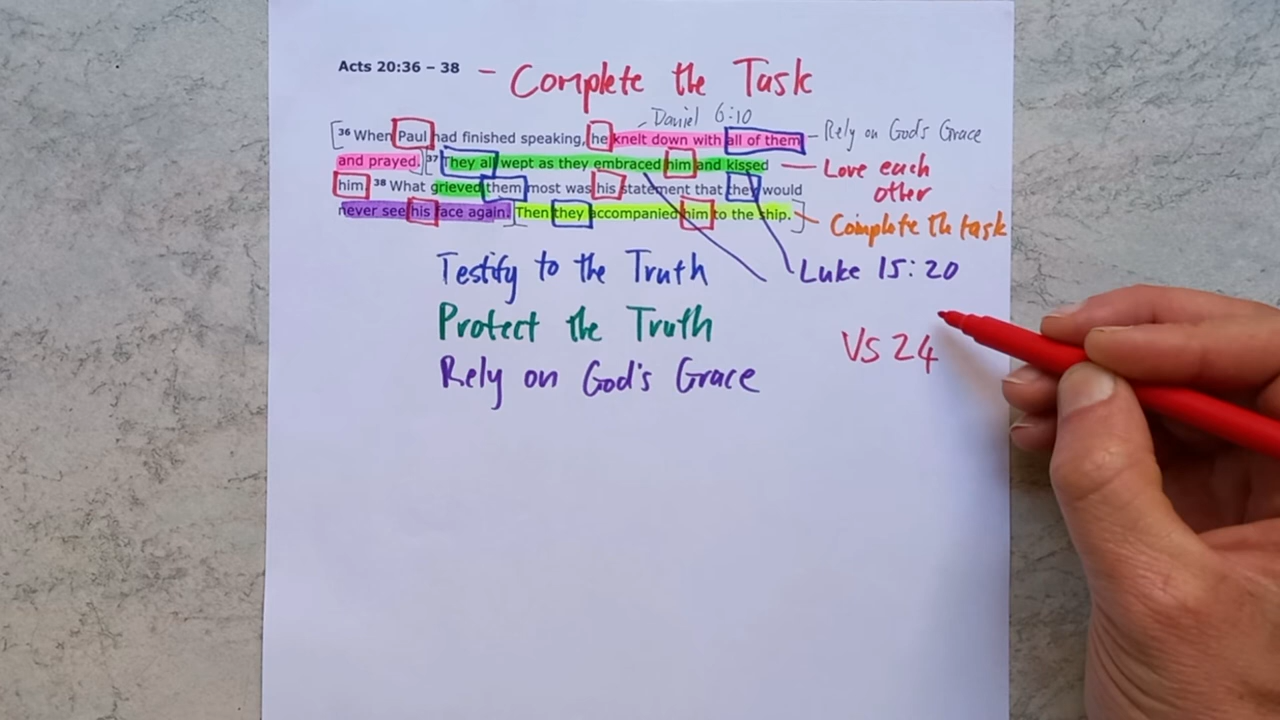 Acts 20:36 – 38 - Complete the Task
Daniel 6:10
36 When Paul had finished speaking, he knelt down with all of them - Rely on God's Grace
and prayed. 37 They all wept as they embraced him and kissed — Love each
him. 38 What grieved them most was his statement that they would other
never see his face again. Then they accompanied him to the ship. - Complete the task
Testify to the Truth Luke 15:20
Protect the Truth
Vs 24
Rely on God's Grace